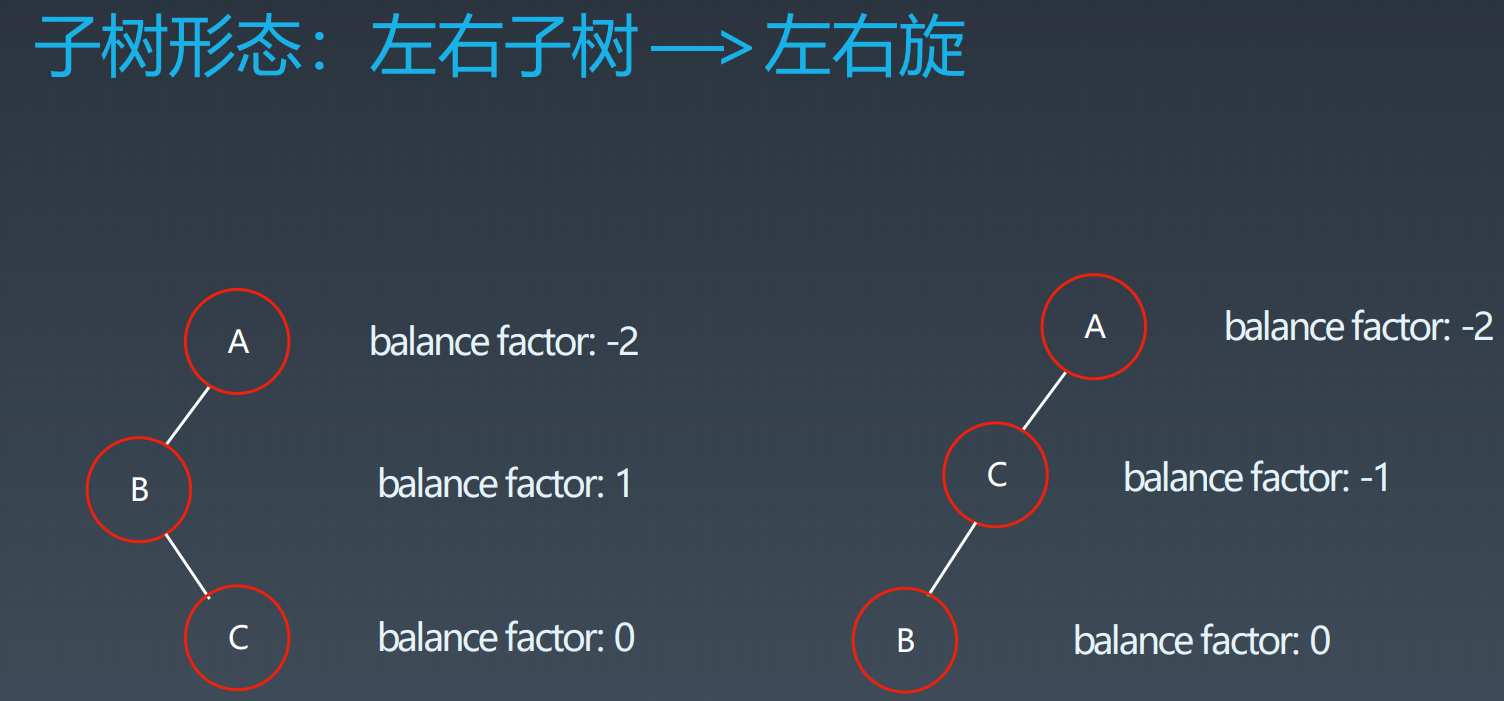 子树形态：左右子树 —> 左右旋
A
balance factor: -2
B
balance factor: 1
C
balance factor: 0
A
balance factor: -2
C
balance factor: -1
B
balance factor: 0